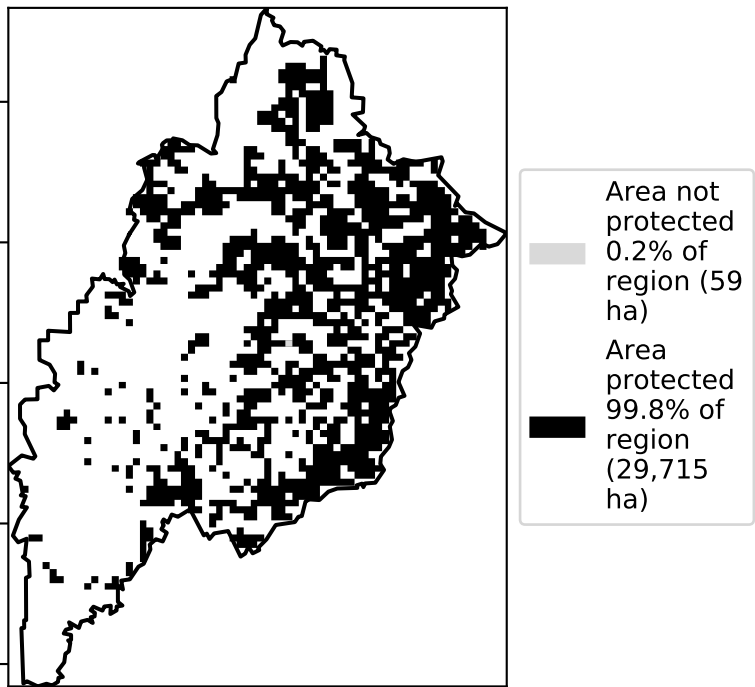 Area not
protected
0.2% of
region (59
ha)
Area
protected
99.8% of
region
(29,715
ha)